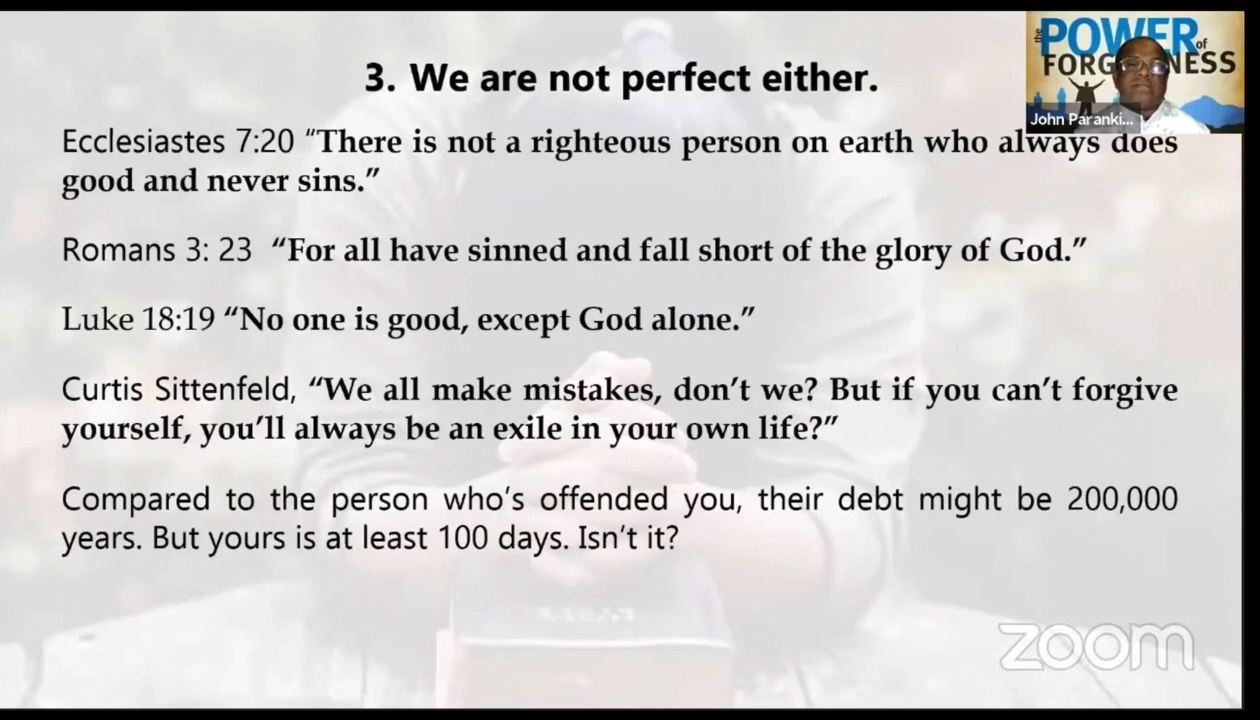 3. We are not perfect either.
the POWER of
FORG NESS
John Paranki...
Ecclesiastes 7:20 "There is not a righteous person on earth who always does
good and never sins.”
Romans 3: 23 “For all have sinned and fall short of the glory of God.”
Luke 18:19 “No one is good, except God alone.”
Curtis Sittenfeld, “We all make mistakes, don’t we? But if you can’t forgive
yourself, you’ll always be an exile in your own life?”
Compared to the person who’s offended you, their debt might be 200,000
years. But yours is at least 100 days. Isn’t it?
zoom